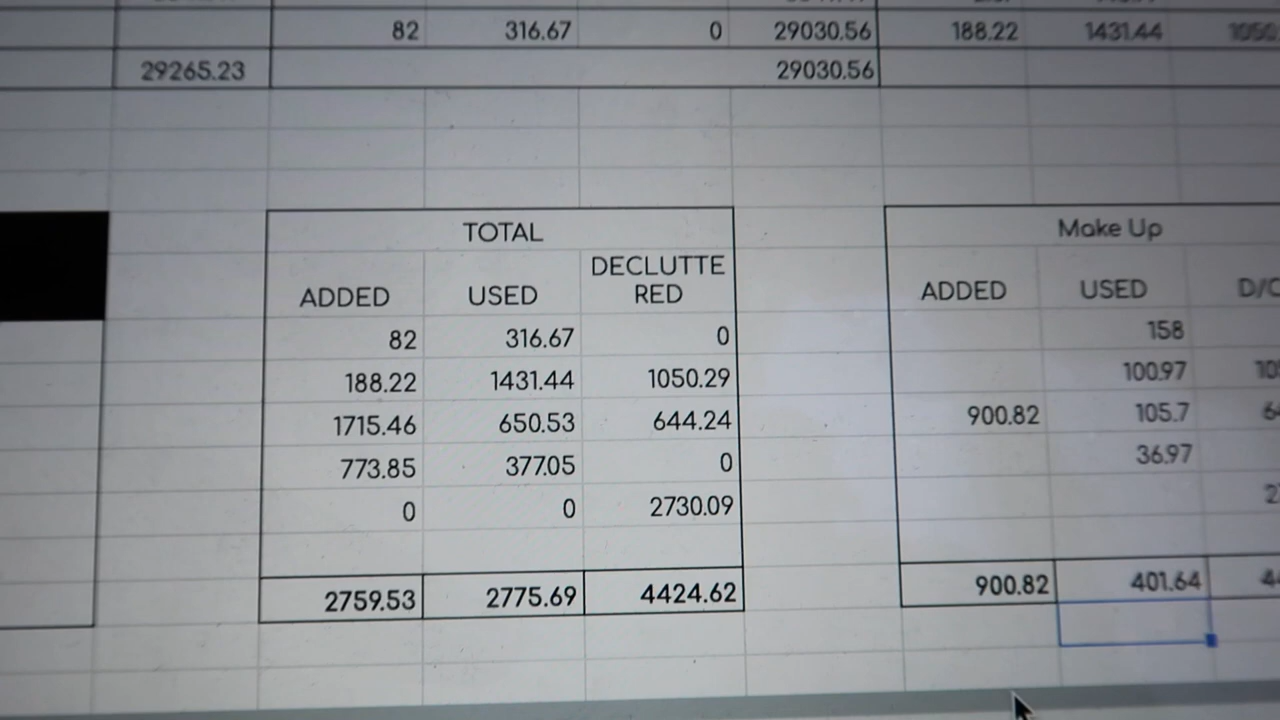 82 316.67 0 29030.56 188.22 1431.44
29265.23 29030.56
TOTAL Make Up
ADDED USED DECLUTTE
RED ADDED USED
82 316.67 0 158
188.22 1431.44 1050.29 100.97
1715.46 650.53 644.24 900.82 105.7
773.85 377.05 0 36.97
0 0 2730.09
2759.53 2775.69 4424.62 900.82 401.64